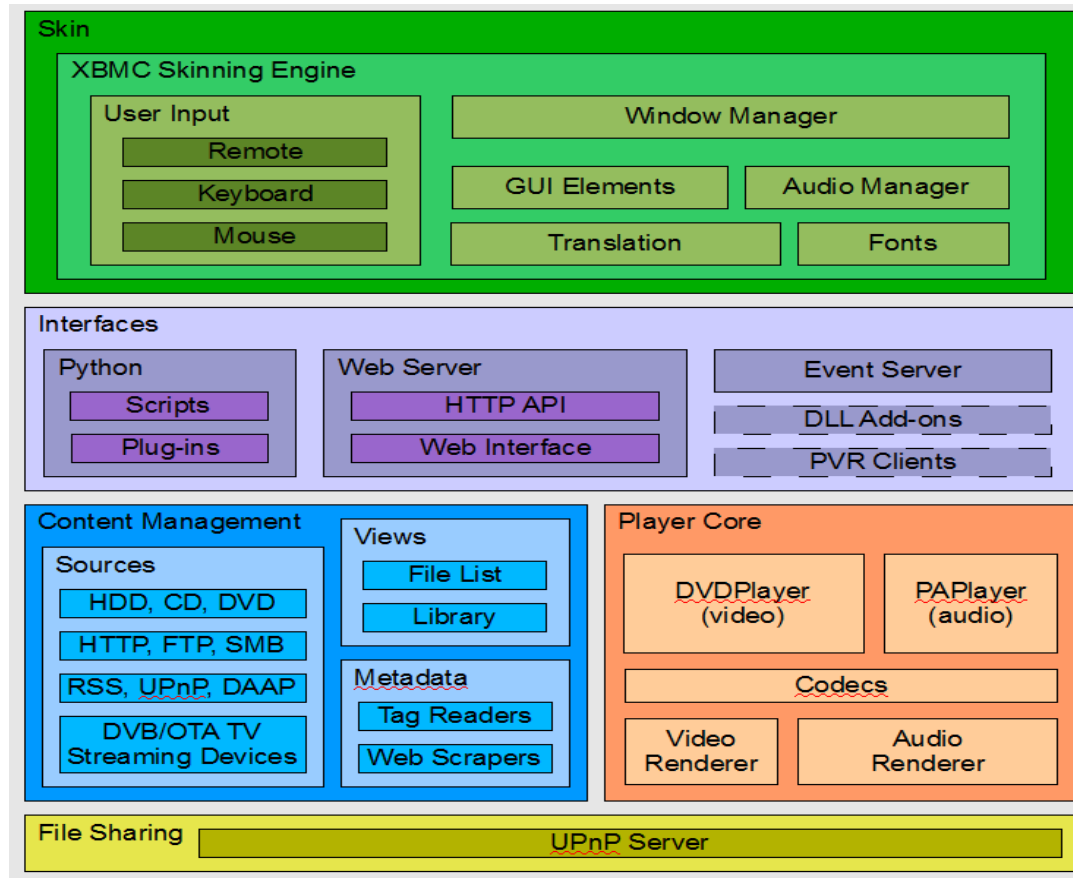 Skin
XBMC Skinning Engine
User Input
Remote
Keyboard
Mouse
Window Manager
GUI Elements
Audio Manager
Translation
Fonts
Interfaces
Python
Scripts
Plug-ins
Web Server
HTTP API
Web Interface
Event Server
DLL Add-ons
PVR Clients
Content Management
Sources
HDD, CD, DVD
HTTP, FTP, SMB
RSS, UPnP, DAAP
DVB/OTA TV
Streaming Devices
Views
File List
Library
Metadata
Tag Readers
Web Scrapers
Player Core
DVDPlayer
(video)
PAPlayer
(audio)
Codecs
Video
Renderer
Audio
Renderer
File Sharing
UPnP Server